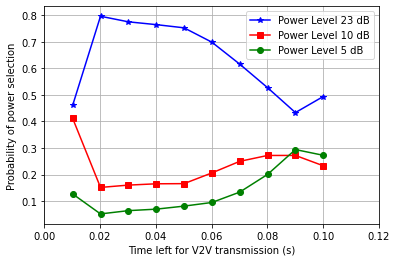 Power Level 23 dB
Power Level 10 dB
Power Level 5 dB
Probability of power selection
0.8
0.7
0.6
0.5
0.4
0.3
0.2
0.1
0.00 0.02 0.04 0.06 0.08 0.10 0.12
Time left for V2V transmission (s)